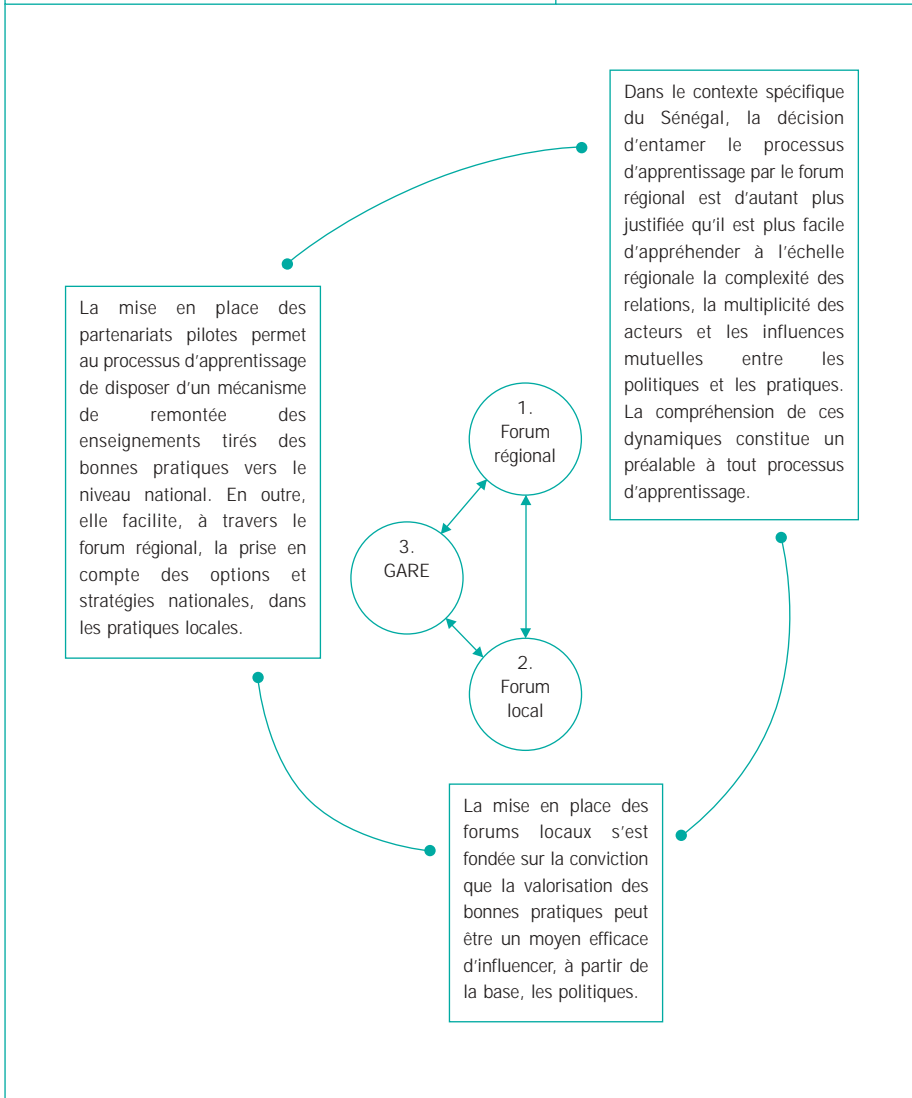 Dans le contexte spécifique
du Sénégal, la décision
d'entamer le processus
d'apprentissage par le forum
régional est d'autant plus
justifiée qu'il est plus facile
d'appréhender à l'échelle
régionale la complexité des
relations, la multiplicité des
acteurs et les influences
mutuelles entre les
politiques et les pratiques.
La compréhension de ces
dynamiques constitue un
préalable à tout processus
d'apprentissage.
La mise en place des
partenariats pilotes permet
au processus d'apprentissage
de disposer d'un mécanisme
de remontée des
enseignements tirés des
bonnes pratiques vers le
niveau national. En outre,
elle facilite, à travers le
forum régional, la prise en
compte des options et
stratégies nationales, dans
les pratiques locales.
1.
Forum
régional
3.
GARE
2.
Forum
local
La mise en place des
forums locaux s'est
fondée sur la conviction
que la valorisation des
bonnes pratiques peut
être un moyen efficace
d'influencer, à partir de
la base, les politiques.